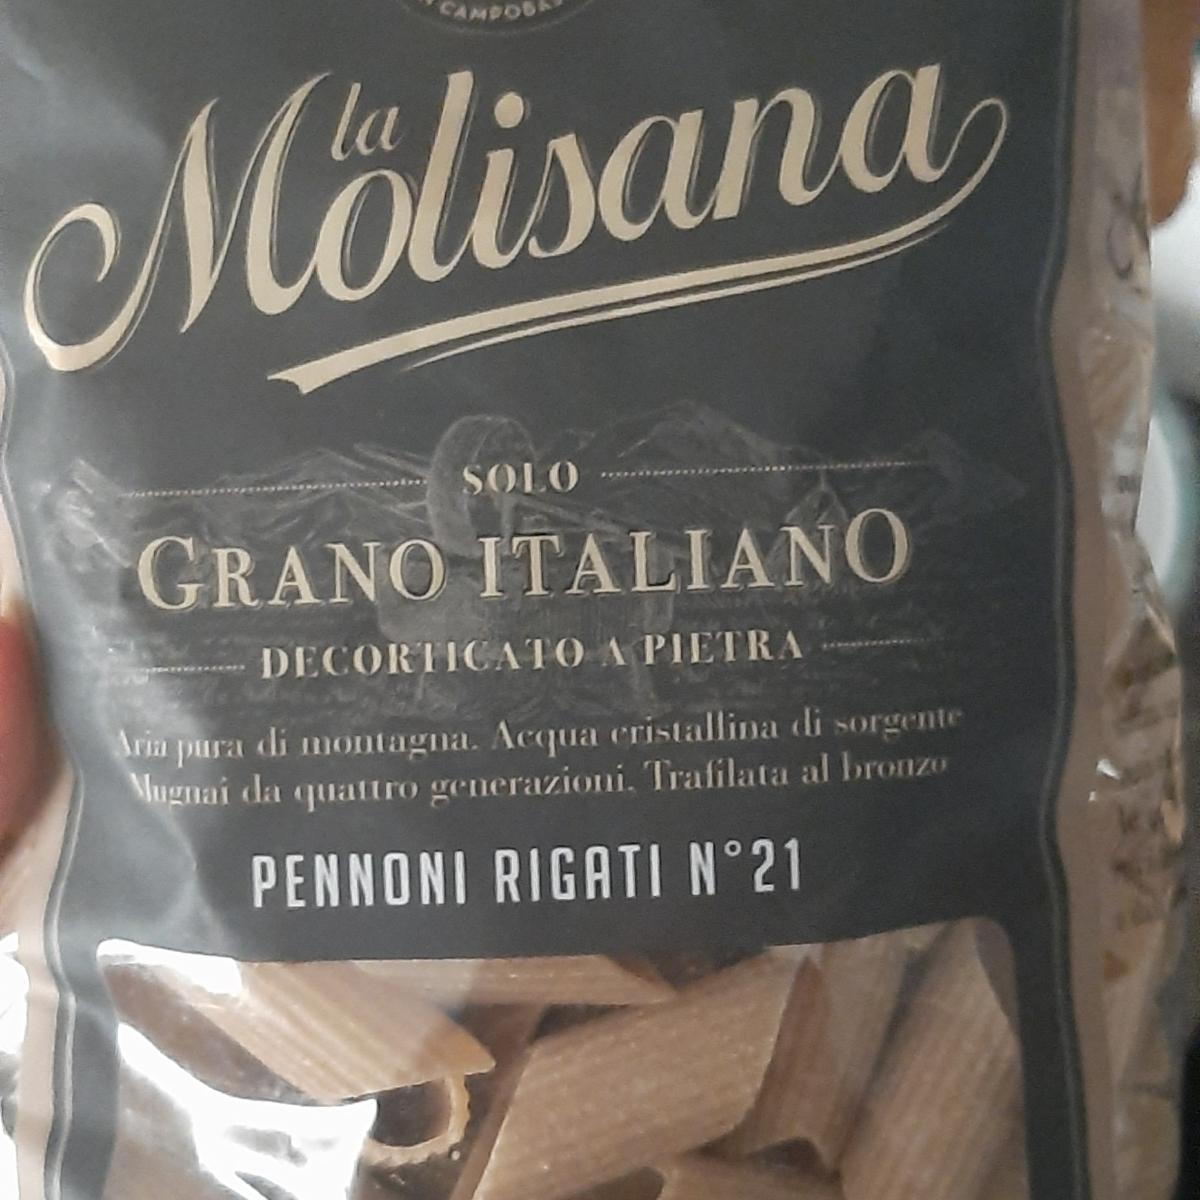 la
Molisana
SOLO
GRANO ITALIANO
DECORTICATO A PIETRA
Aria pura di montagna. Acqua cristallina di sorgente
Mugnai da quattro generazioni. Trafilata al bronzo
PENNONI RIGATI N°21